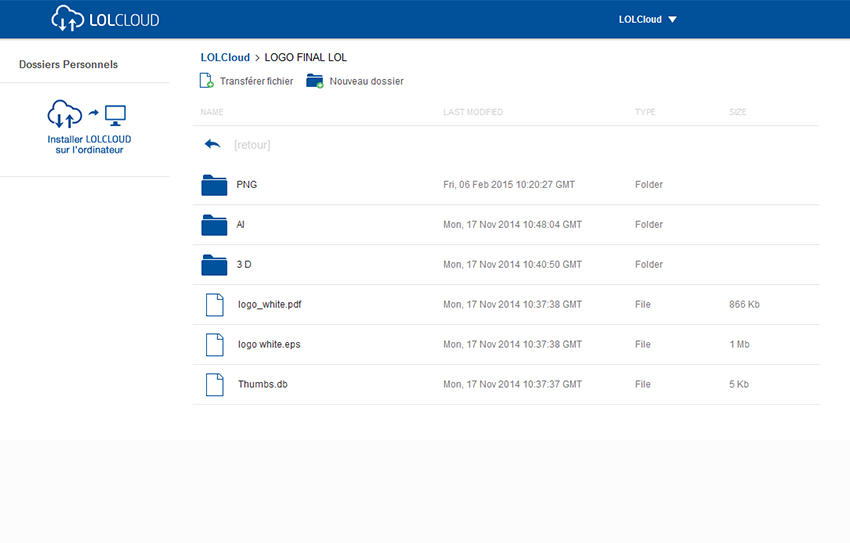 LOLCLOUD
LOLCloud
Dossiers Personnels
Installer LOLCLOUD
sur l'ordinateur
LOLCloud > LOGO FINAL LOL
Transférer fichier Nouveau dossier
NAME LAST MODIFIED TYPE SIZE
[retour]
PNG Fri, 06 Feb 2015 10:20:27 GMT Folder
AI Mon, 17 Nov 2014 10:48:04 GMT Folder
3 D Mon, 17 Nov 2014 10:40:50 GMT Folder
logo_white.pdf Mon, 17 Nov 2014 10:37:38 GMT File 866 Kb
logo white.eps Mon, 17 Nov 2014 10:37:38 GMT File 1 Mb
Thumbs.db Mon, 17 Nov 2014 10:37:37 GMT File 5 Kb